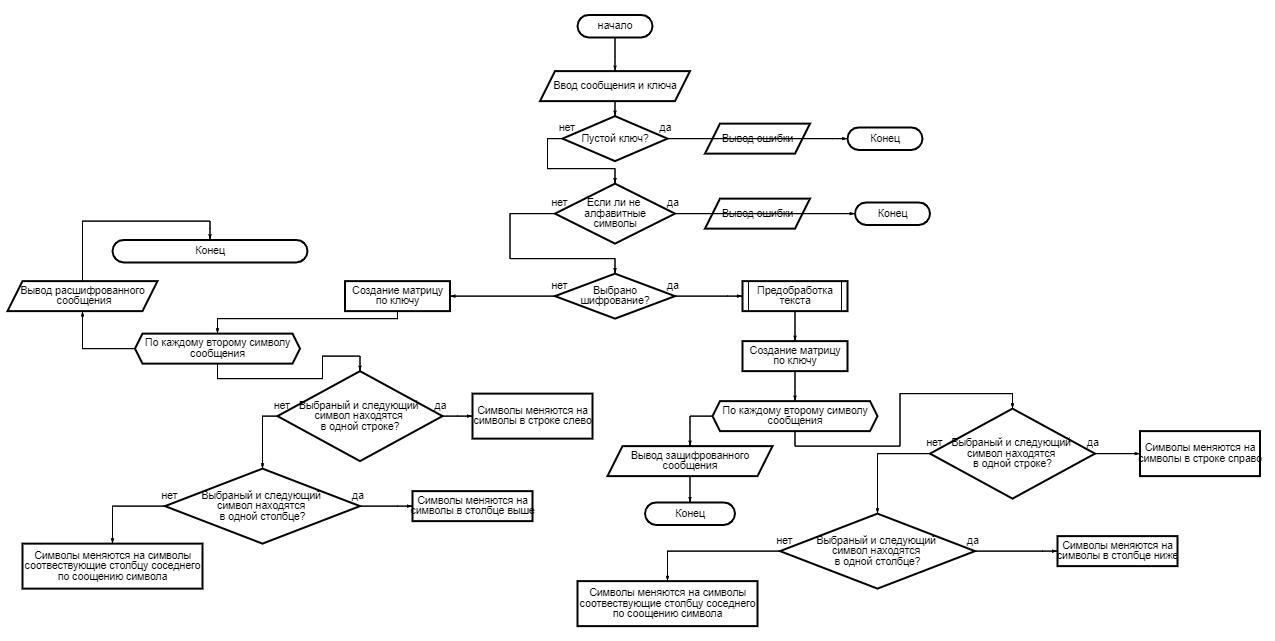 начало
Ввод сообщения и ключа
нет
да
Пустой ключ?
Вывод ошибки
Конец
нет
да
Если ли не
алфавитные
символы
Вывод ошибки
Конец
Конец
нет
да
Выбрано
шифрование?
Вывод расшифрованного
сообщения
Создание матрицу
по ключу
Предобработка
текста
По каждому второму символу
сообщения
Создание матрицу
по ключу
нет
да
Выбраный и следующий
символ находятся
в одной строке?
Символы меняются на
символы в строке слево
По каждому второму символу
сообщения
Вывод зашифрованного
сообщения
Конец
нет
да
Выбраный и следующий
символ находятся
в одной строке?
Символы меняются на
символы в строке справо
нет
да
Выбраный и следующий
символ находятся
в одной столбце?
Символы меняются на
символы в столбце выше
Символы меняются на символы
соотвествующие столбцу соседнего
по соощению символа
нет
да
Выбраный и следующий
символ находятся
в одной столбце?
Символы меняются на
символы в столбце ниже
Символы меняются на символы
соотвествующие столбцу соседнего
по соощению символа